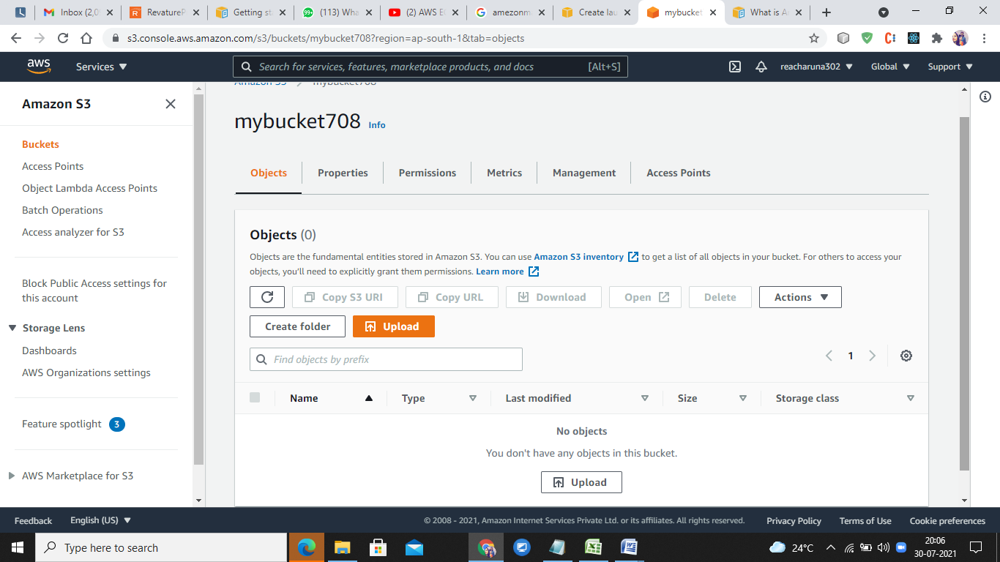 Inbox (2,0
RevatureP
Getting st
(113) Wha
(2) AWS EC
amezonm
Create lau
mybucket
What is A
s3.console.aws.amazon.com/s3/buckets/mybucket708?region=ap-south-1&tab=objects
aws
Services
Search for services, features, marketplace products, and docs
[Alt+S]
reacharuna302
Global
Support
Amazon S3
Buckets
Access Points
Object Lambda Access Points
Batch Operations
Access analyzer for S3
Block Public Access settings for
this account
Storage Lens
Dashboards
AWS Organizations settings
Feature spotlight 3
AWS Marketplace for S3
Amazon S3 mybucket708
mybucket708 Info
Objects
Properties
Permissions
Metrics
Management
Access Points
Objects (0)
Objects are the fundamental entities stored in Amazon S3. You can use Amazon S3 inventory to get a list of all objects in your bucket. For others to access your
objects, you'll need to explicitly grant them permissions. Learn more
Copy S3 URI
Copy URL
Download
Open
Delete
Actions
Create folder
Upload
Find objects by prefix
1
Name
Type
Last modified
Size
Storage class
No objects
You don't have any objects in this bucket.
Upload
Feedback
English (US)
© 2008 - 2021, Amazon Internet Services Private Ltd. or its affiliates. All rights reserved.
Privacy Policy
Terms of Use
Cookie preferences
Type here to search
24°C
20:06
30-07-2021